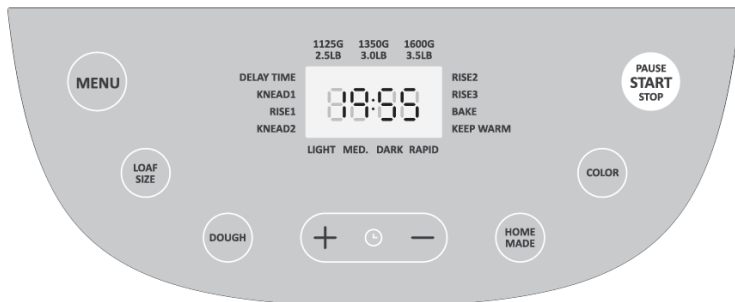 1125G 1350G 1600G
2.5LB 3.0LB 3.5LB
MENU
DELAY TIME
KNEAD1
RISE1
KNEAD2
19:55
RISE2
RISE3
BAKE
KEEP WARM
LIGHT MED. DARK RAPID
PAUSE
START
STOP
LOAF
SIZE
COLOR
DOUGH
+ −
HOME
MADE